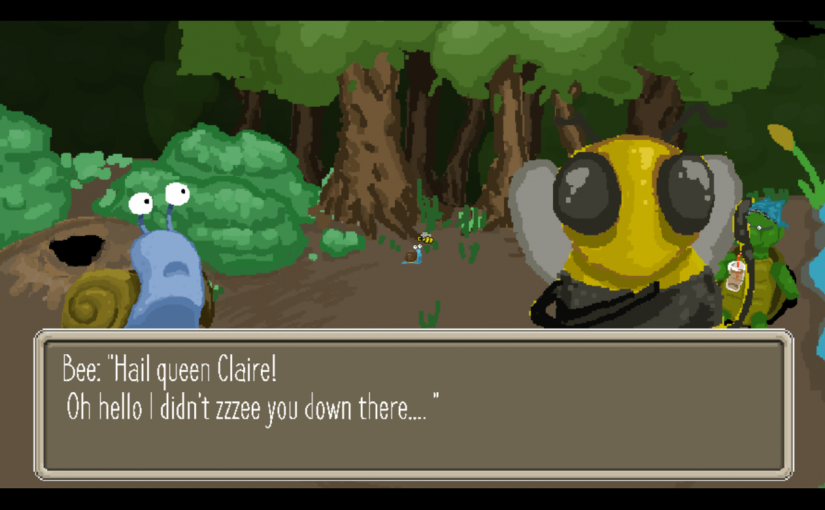 Bee: "Hail queen Claire!
Oh hello I didn't zzzee you down there.... "